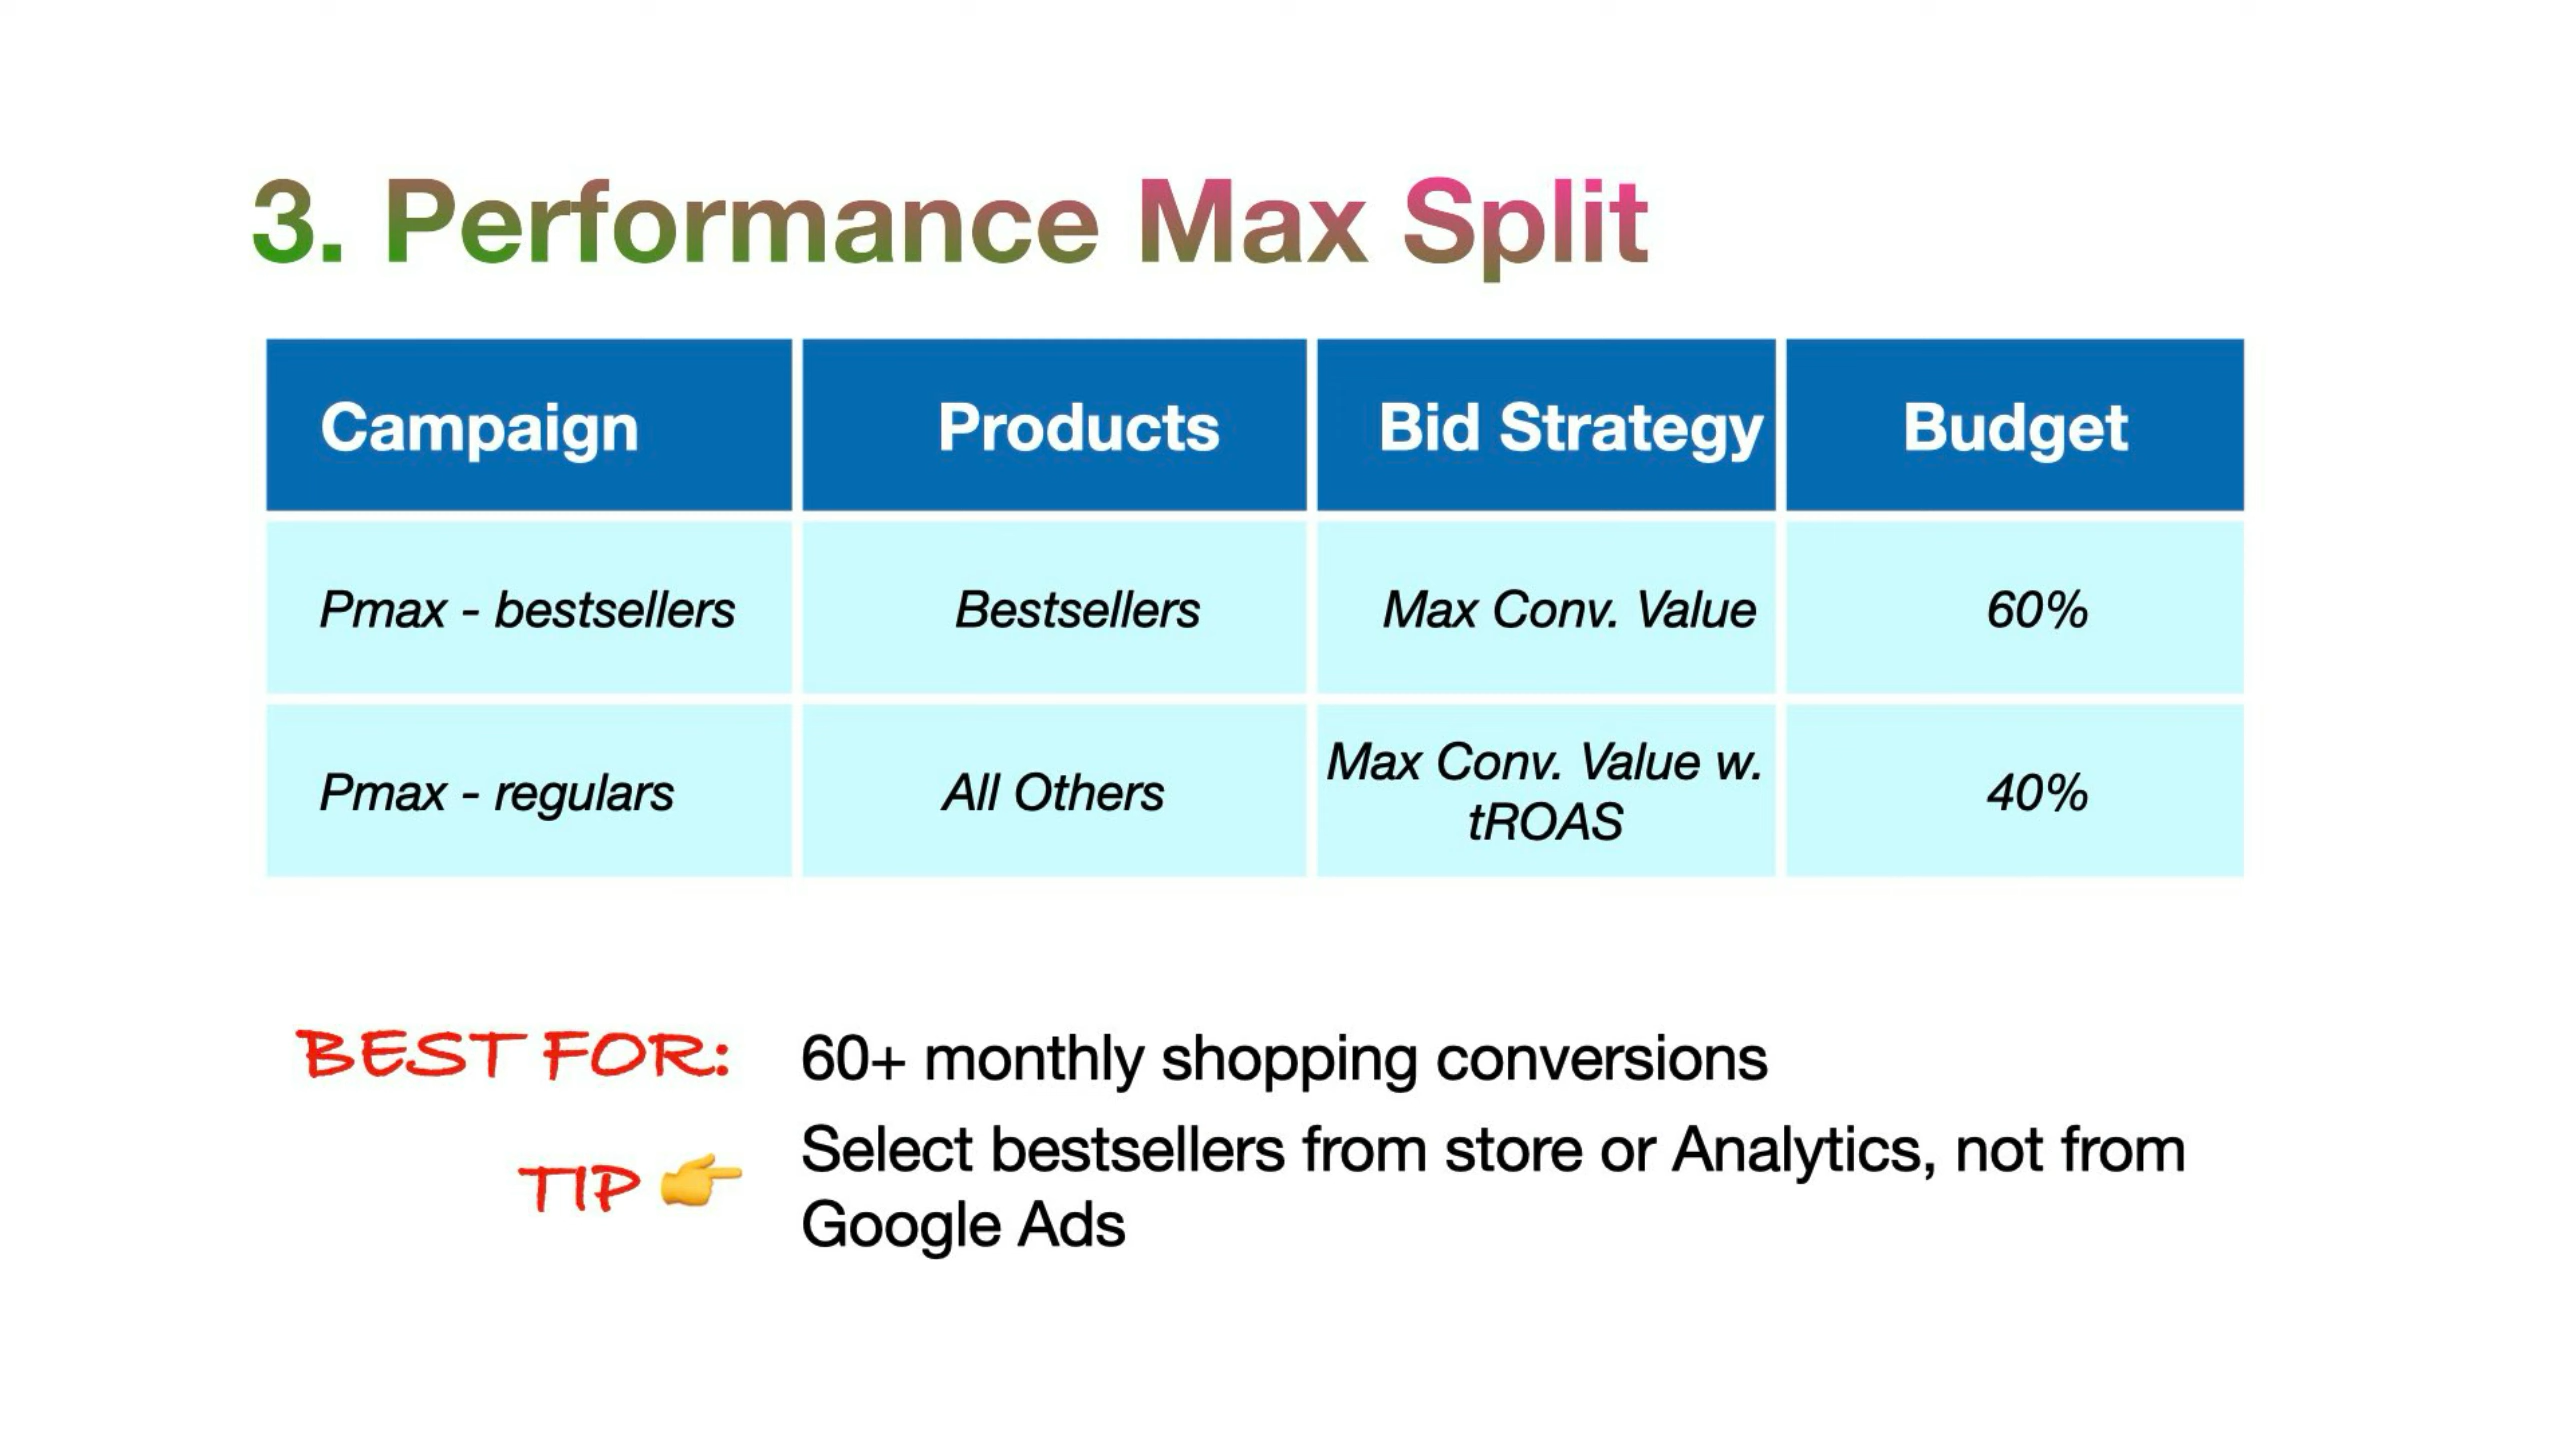 3. Performance Max Split
Campaign Products Bid Strategy Budget
Pmax - bestsellers Bestsellers Max Conv. Value 60%
Pmax - regulars All Others Max Conv. Value w. tROAS 40%
BEST FOR: 60+ monthly shopping conversions
TIP 👉 Select bestsellers from store or Analytics, not from
Google Ads